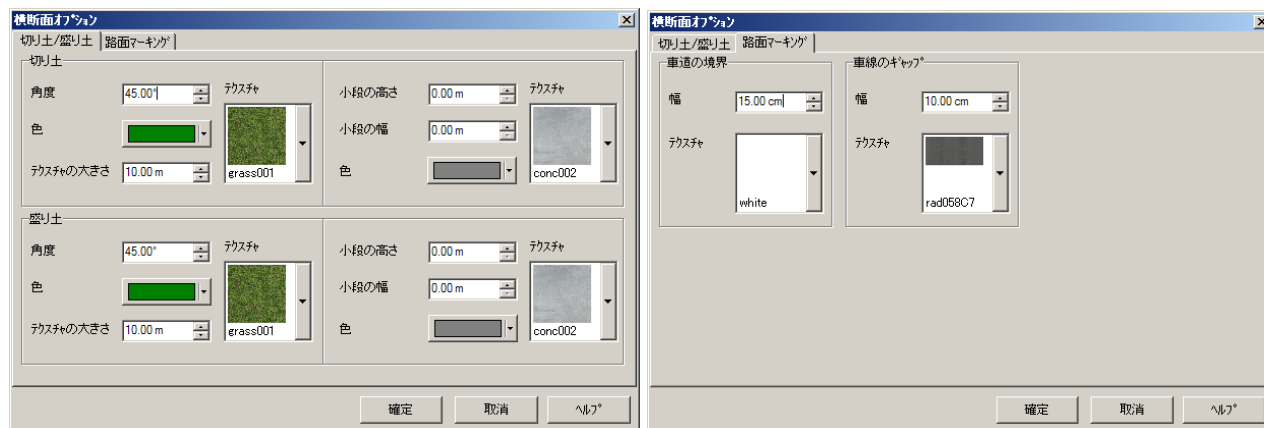 横断面ｵﾌﾟｼｮﾝ
切り土/盛り土 路面ﾏｰｷﾝｸﾞ
切り土
角度 45.00° ﾃｸｽﾁｬ 小段の高さ 0.00 m ﾃｸｽﾁｬ
色 小段の幅 0.00 m
ﾃｸｽﾁｬの大きさ 10.00 m grass001 色 conc002
盛り土
角度 45.00° ﾃｸｽﾁｬ 小段の高さ 0.00 m ﾃｸｽﾁｬ
色 小段の幅 0.00 m
ﾃｸｽﾁｬの大きさ 10.00 m grass001 色 conc002
確定 取消 ﾍﾙﾌﾟ
横断面ｵﾌﾟｼｮﾝ
切り土/盛り土 路面ﾏｰｷﾝｸﾞ
車道の境界 車線のｷﾞｬｯﾌﾟ
幅 15.00 cm 幅 10.00 cm
ﾃｸｽﾁｬ ﾃｸｽﾁｬ
white rad058C7
確定 取消 ﾍﾙﾌﾟ